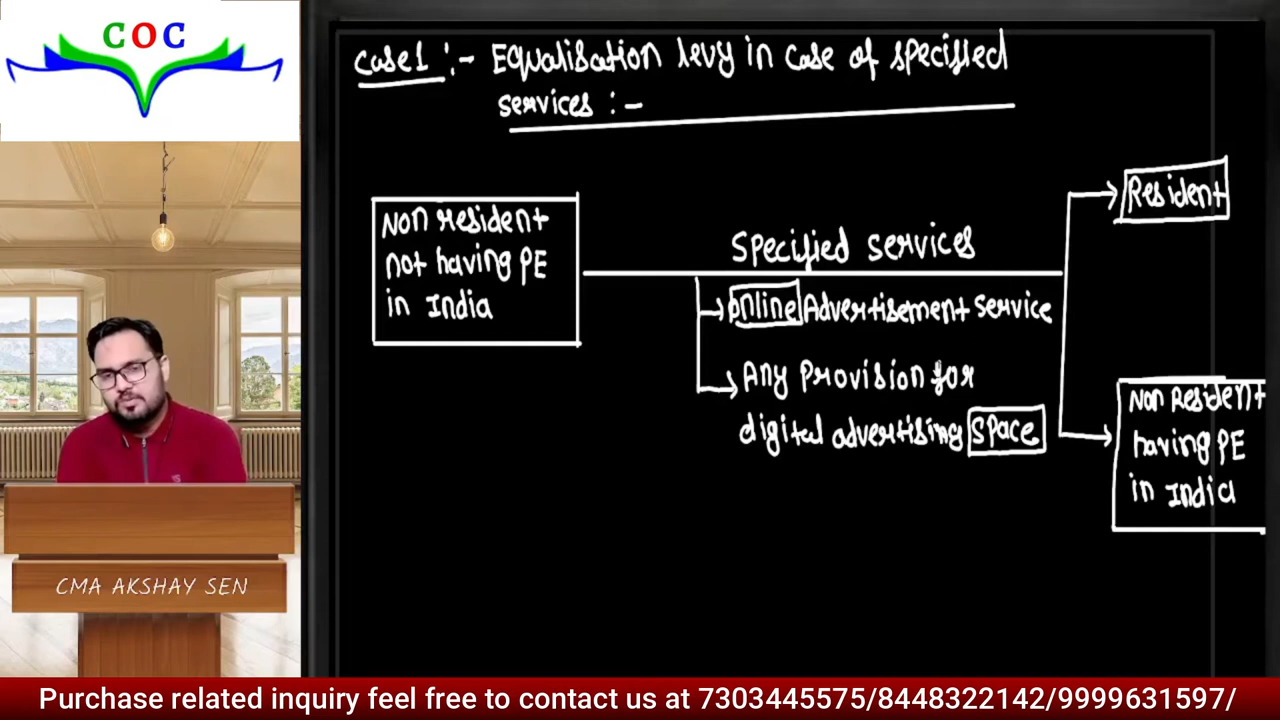 COC
case1 :- Equalisation levy in case of specified
services :-
Non resident
not having PE
in India
Specified services
online Advertisement service
Any Provision for
digital advertising space
Resident
Non Resident
having PE
in India
CMA AKSHAY SEN
Purchase related inquiry feel free to contact us at 7303445575/8448322142/9999631597/